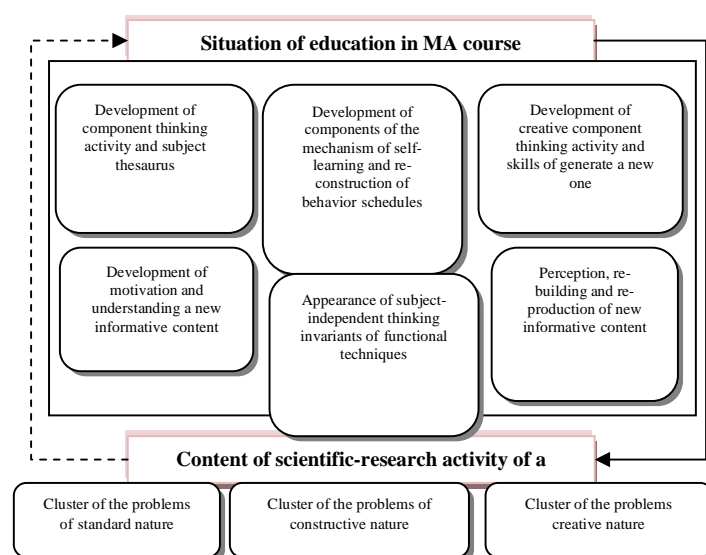 Situation of education in MA course
Development of
component thinking
activity and subject
thesaurus
Development of
components of the
mechanism of self-
learning and re-
construction of
behavior schedules
Development of
creative component
thinking activity and
skills of generate a new
one
Development of
motivation and
understanding a new
informative content
Appearance of subject-
independent thinking
invariants of functional
techniques
Perception, re-
building and re-
production of new
informative content
Content of scientific-research activity of a
Cluster of the problems
of standard nature
Cluster of the problems of
constructive nature
Cluster of the problems
creative nature